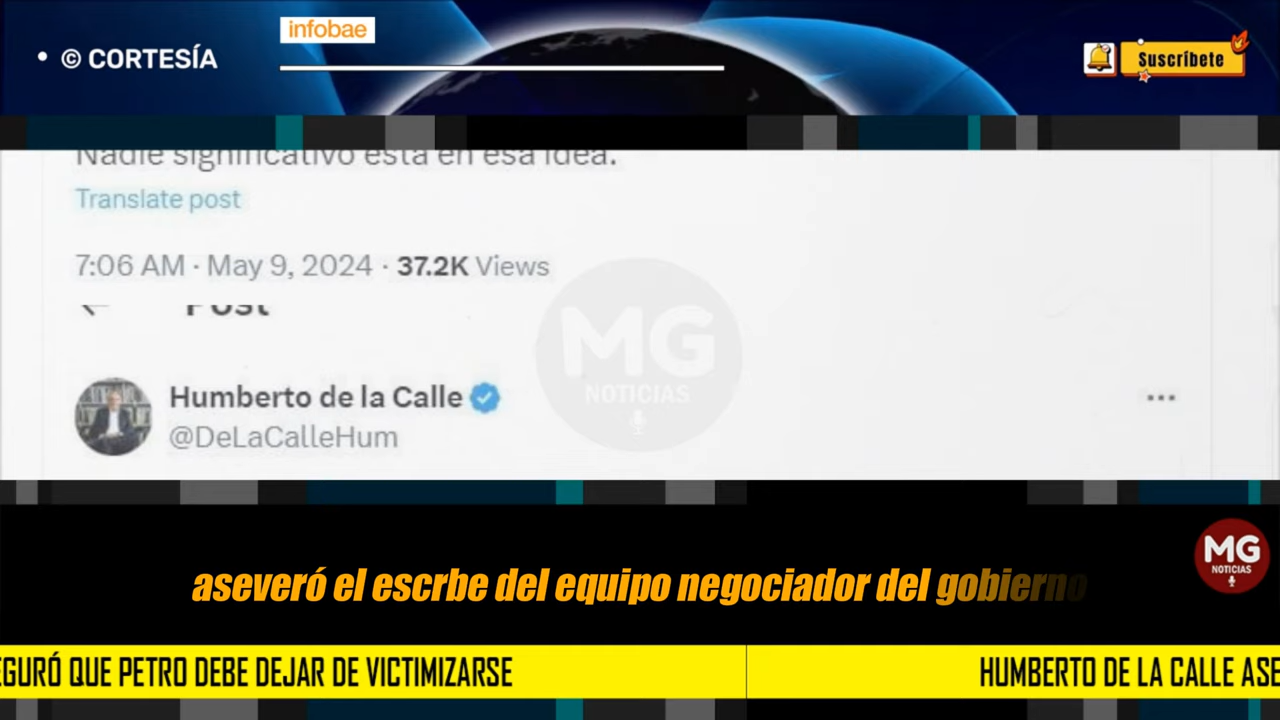 • © CORTESÍA
infobae
Suscríbete
Nadie significativo está en esa idea.
Translate post
7:06 AM · May 9, 2024 · 37.2K Views
Post
MG
NOTICIAS
Humberto de la Calle
@DeLaCalleHum
aseveró el escrbe del equipo negociador del gobierno
MG
NOTICIAS
EGURÓ QUE PETRO DEBE DEJAR DE VICTIMIZARSE
HUMBERTO DE LA CALLE ASE